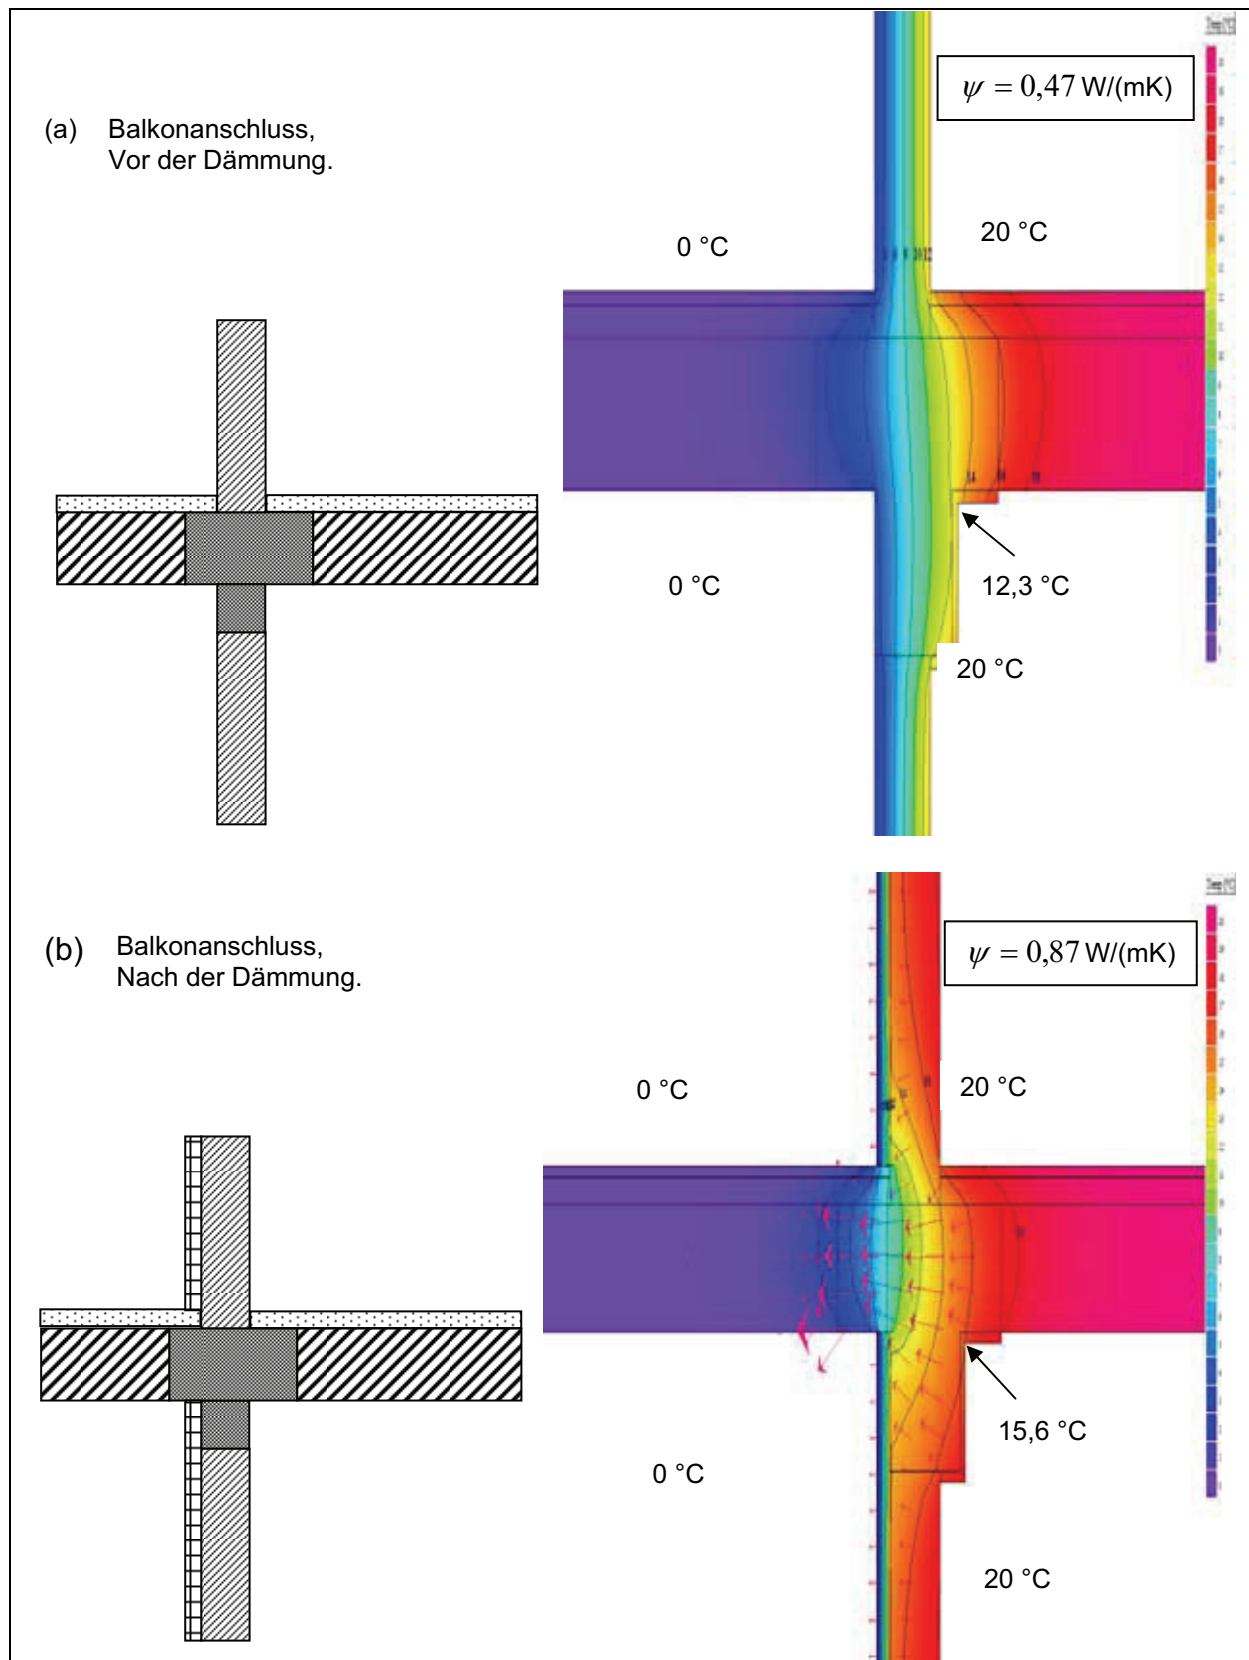 ψ = 0,47 W/(mK)
(a) Balkonanschluss,
Vor der Dämmung.
0 °C
20 °C
0 °C
12,3 °C
20 °C
(b) Balkonanschluss,
Nach der Dämmung.
ψ = 0,87 W/(mK)
0 °C
20 °C
15,6 °C
0 °C
20 °C